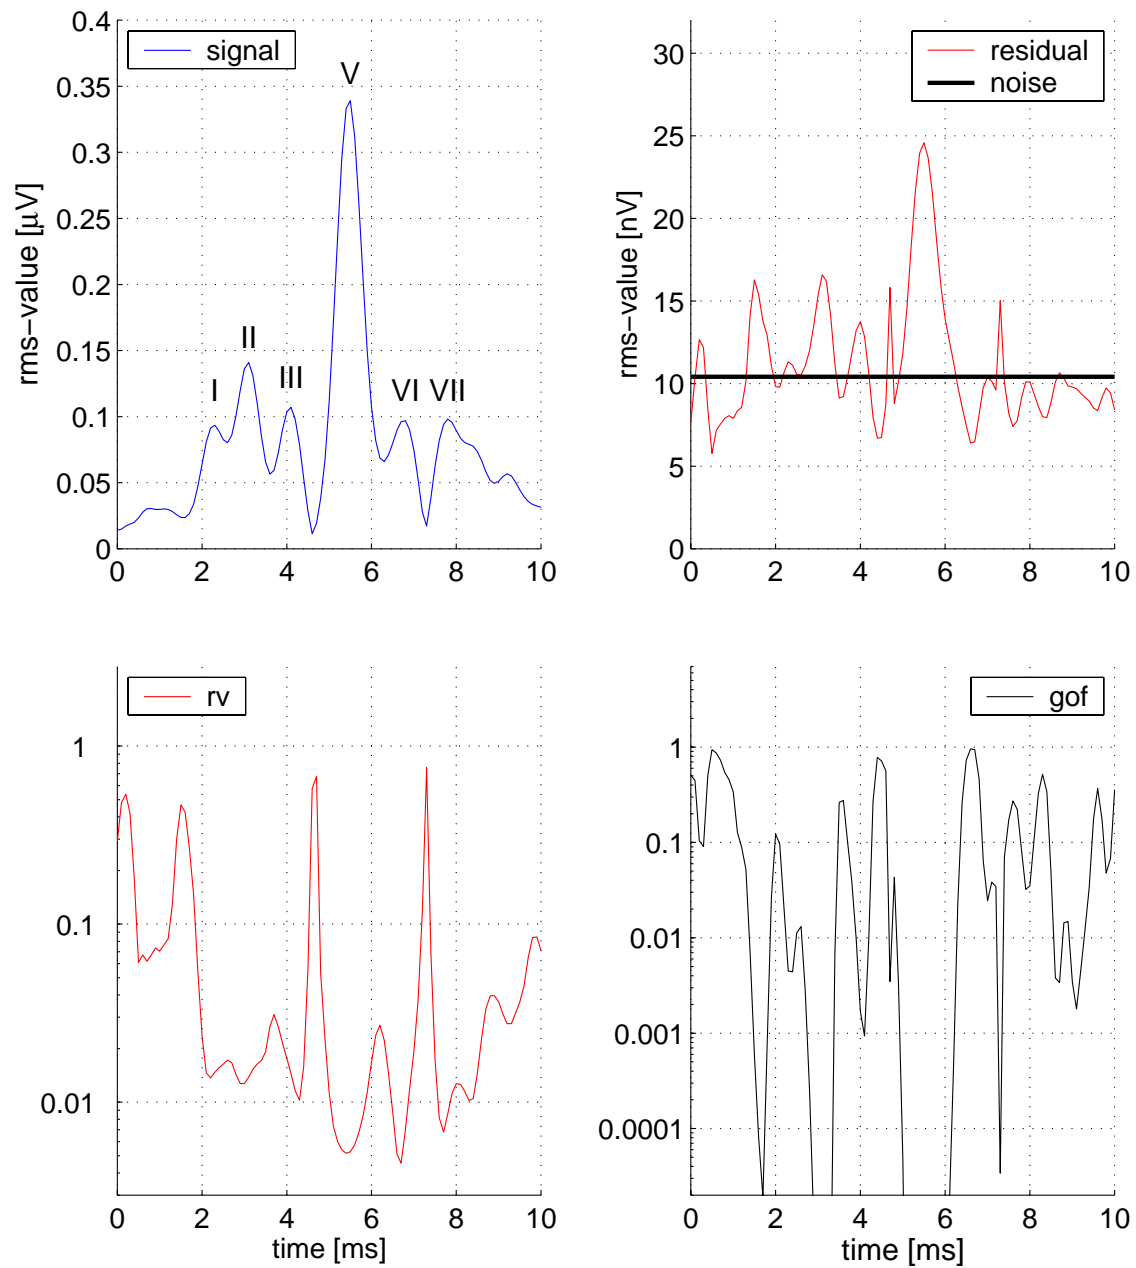 signal
0.4
0.35
0.3
0.25
0.2
0.15
0.1
0.05
0
rms-value [μV]
I
II
III
V
VI
VII
0 2 4 6 8 10
residual
noise
30
25
20
15
10
5
0
rms-value [nV]
0 2 4 6 8 10
rv
1
0.1
0.01
0 2 4 6 8 10
time [ms]
gof
1
0.1
0.01
0.001
0.0001
0 2 4 6 8 10
time [ms]